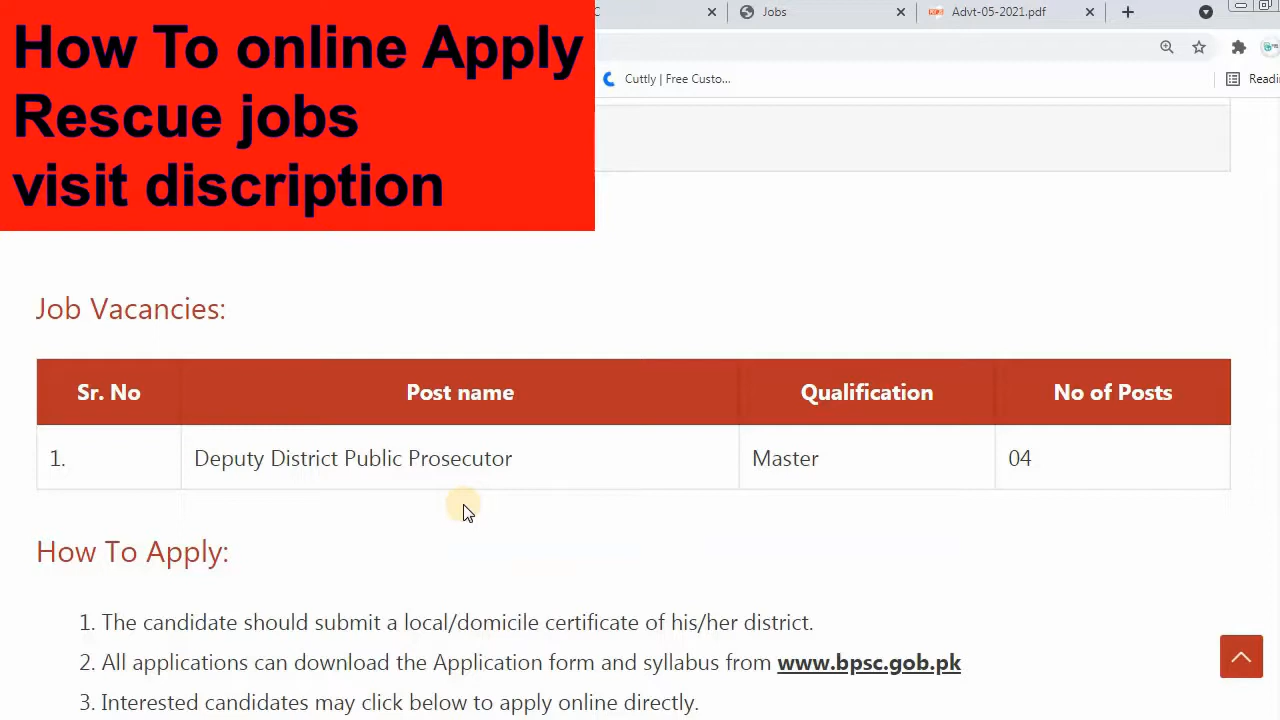 How To online Apply
Rescue jobs
visit discription
C
Jobs
Advt-05-2021.pdf
Cuttly | Free Custo...
Job Vacancies:
Sr. No Post name Qualification No of Posts
1. Deputy District Public Prosecutor Master 04
How To Apply:
1. The candidate should submit a local/domicile certificate of his/her district.
2. All applications can download the Application form and syllabus from www.bpsc.gob.pk
3. Interested candidates may click below to apply online directly.